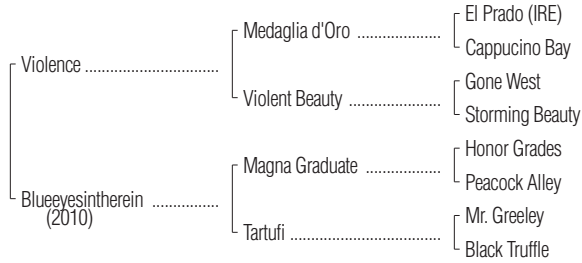 El Prado (IRE)
Medaglia d'Oro ....................
Cappucino Bay
Violence ................................
Gone West
Violent Beauty ......................
Storming Beauty
Honor Grades
Magna Graduate ..................
Peacock Alley
Blueeyesintherein ................
(2010)
Mr. Greeley
Tartufi ....................................
Black Truffle